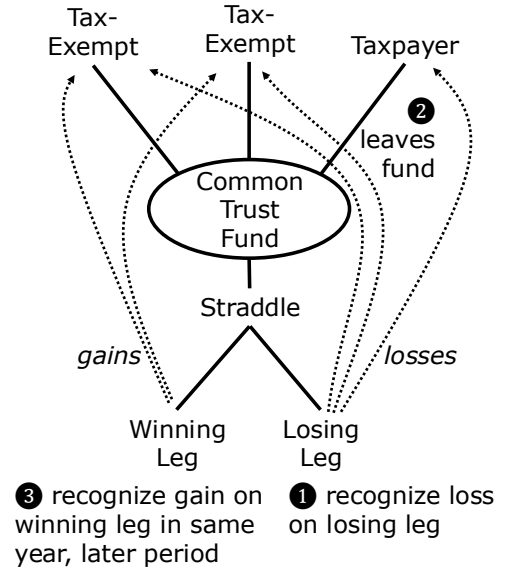 Tax-
Exempt
Tax-
Exempt
Taxpayer
❷
leaves
fund
Common
Trust
Fund
Straddle
gains
losses
Winning
Leg
Losing
Leg
❸ recognize gain on
winning leg in same
year, later period
❶ recognize loss
on losing leg